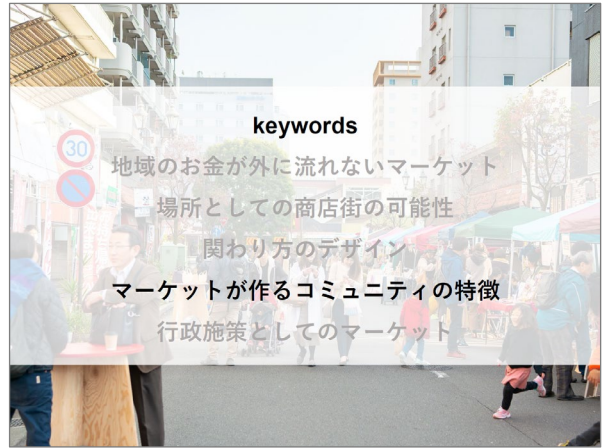 keywords
地域のお金が外に流れないマーケット
30
場所としての商店街の可能性
関わり方のデザイン
マーケットが作るコミュニティの特徴
行政施策としてのマーケット